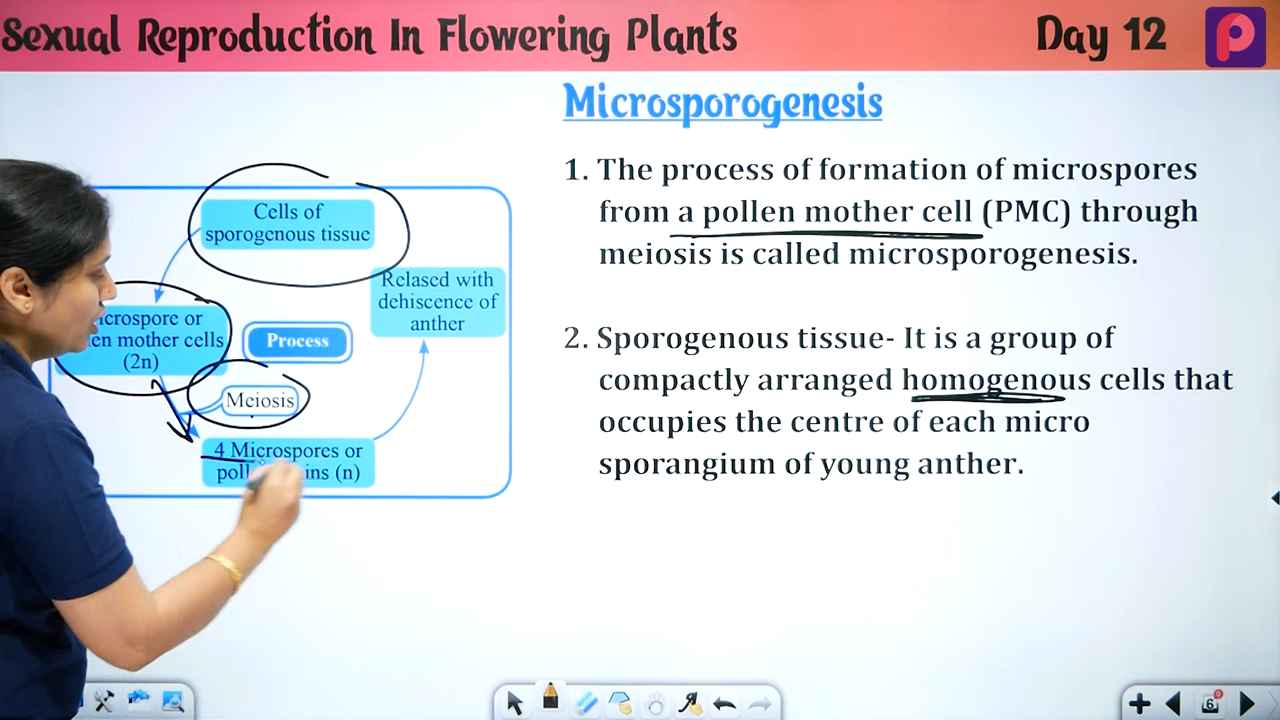 Sexual Reproduction In Flowering Plants
Day 12
Microsporogenesis
1. The process of formation of microspores
from a pollen mother cell (PMC) through
meiosis is called microsporogenesis.
2. Sporogenous tissue- It is a group of
compactly arranged homogenous cells that
occupies the centre of each micro
sporangium of young anther.
Cells of
sporogenous tissue
Relased with
dehiscence of
anther
crospore or
en mother cells
(2n)
Process
Meiosis
4 Microspores or
poll ins (n)
6